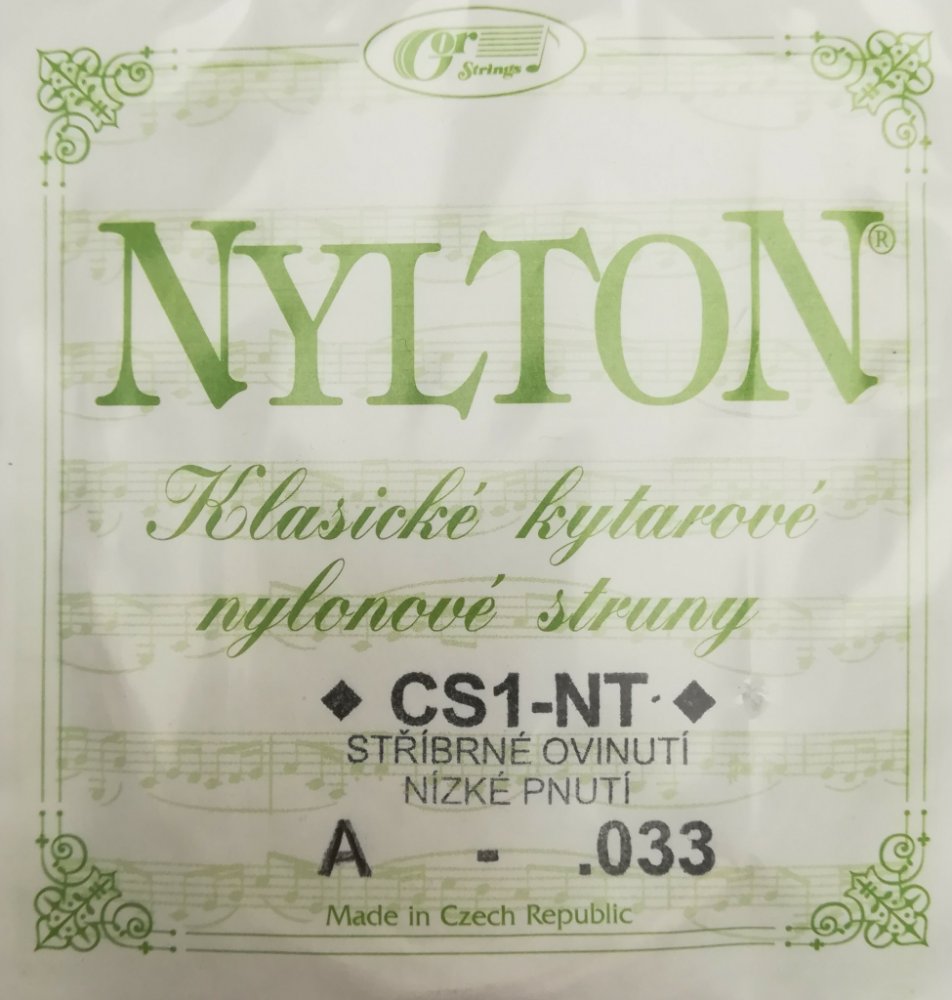 Gor
Strings
NYLTON®
Klasické kytarové
nylonové struny
◆ CS1-NT ◆
STŘÍBRNÉ OVINUTÍ
NÍZKÉ PNUTÍ
A - .033
Made in Czech Republic